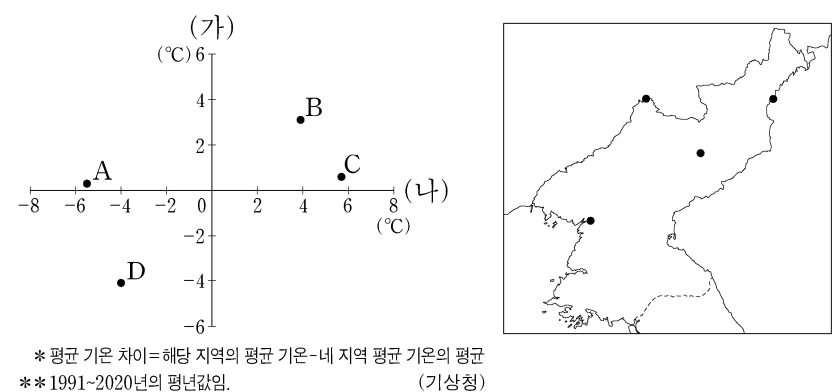 (가)
(℃) 6
4
B
2
A
C
-8 -6 -4 -2 0 2 4 6 8 (나)
(℃)
-2
D
-4
-6
* 평균 기온 차이=해당 지역의 평균 기온-네 지역 평균 기온의 평균
** 1991~2020년의 평년값임. (기상청)